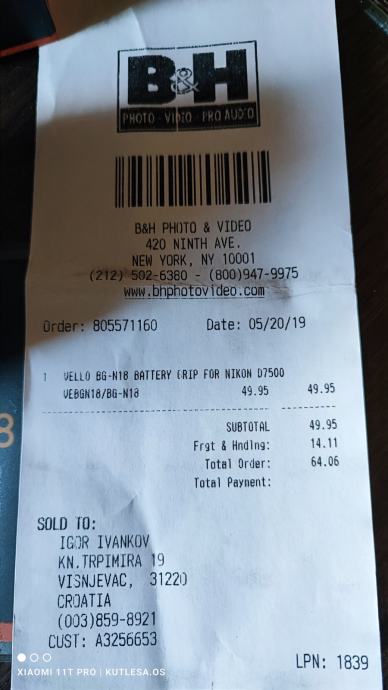 B&H
PHOTO - VIDEO - PRO AUDIO
B&H PHOTO & VIDEO
420 NINTH AVE.
NEW YORK, NY 10001
(212) 502-6380 - (800)947-9975
www.bhphotovideo.com
Order: 805571160 Date: 05/20/19
1 VELLO BG-N18 BATTERY GRIP FOR NIKON D7500
VEBGN18/BG-N18 49.95 49.95
SUBTOTAL 49.95
Frgt & Hndlng: 14.11
Total Order: 64.06
Total Payment:
SOLD TO:
IGOR IVANKOV
KN.TRPIMIRA 19
VISNJEVAC, 31220
CROATIA
(003)859-8921
CUST: A3256653
LPN: 1839
8
XIAOMI 11T PRO | KUTLESA.OS